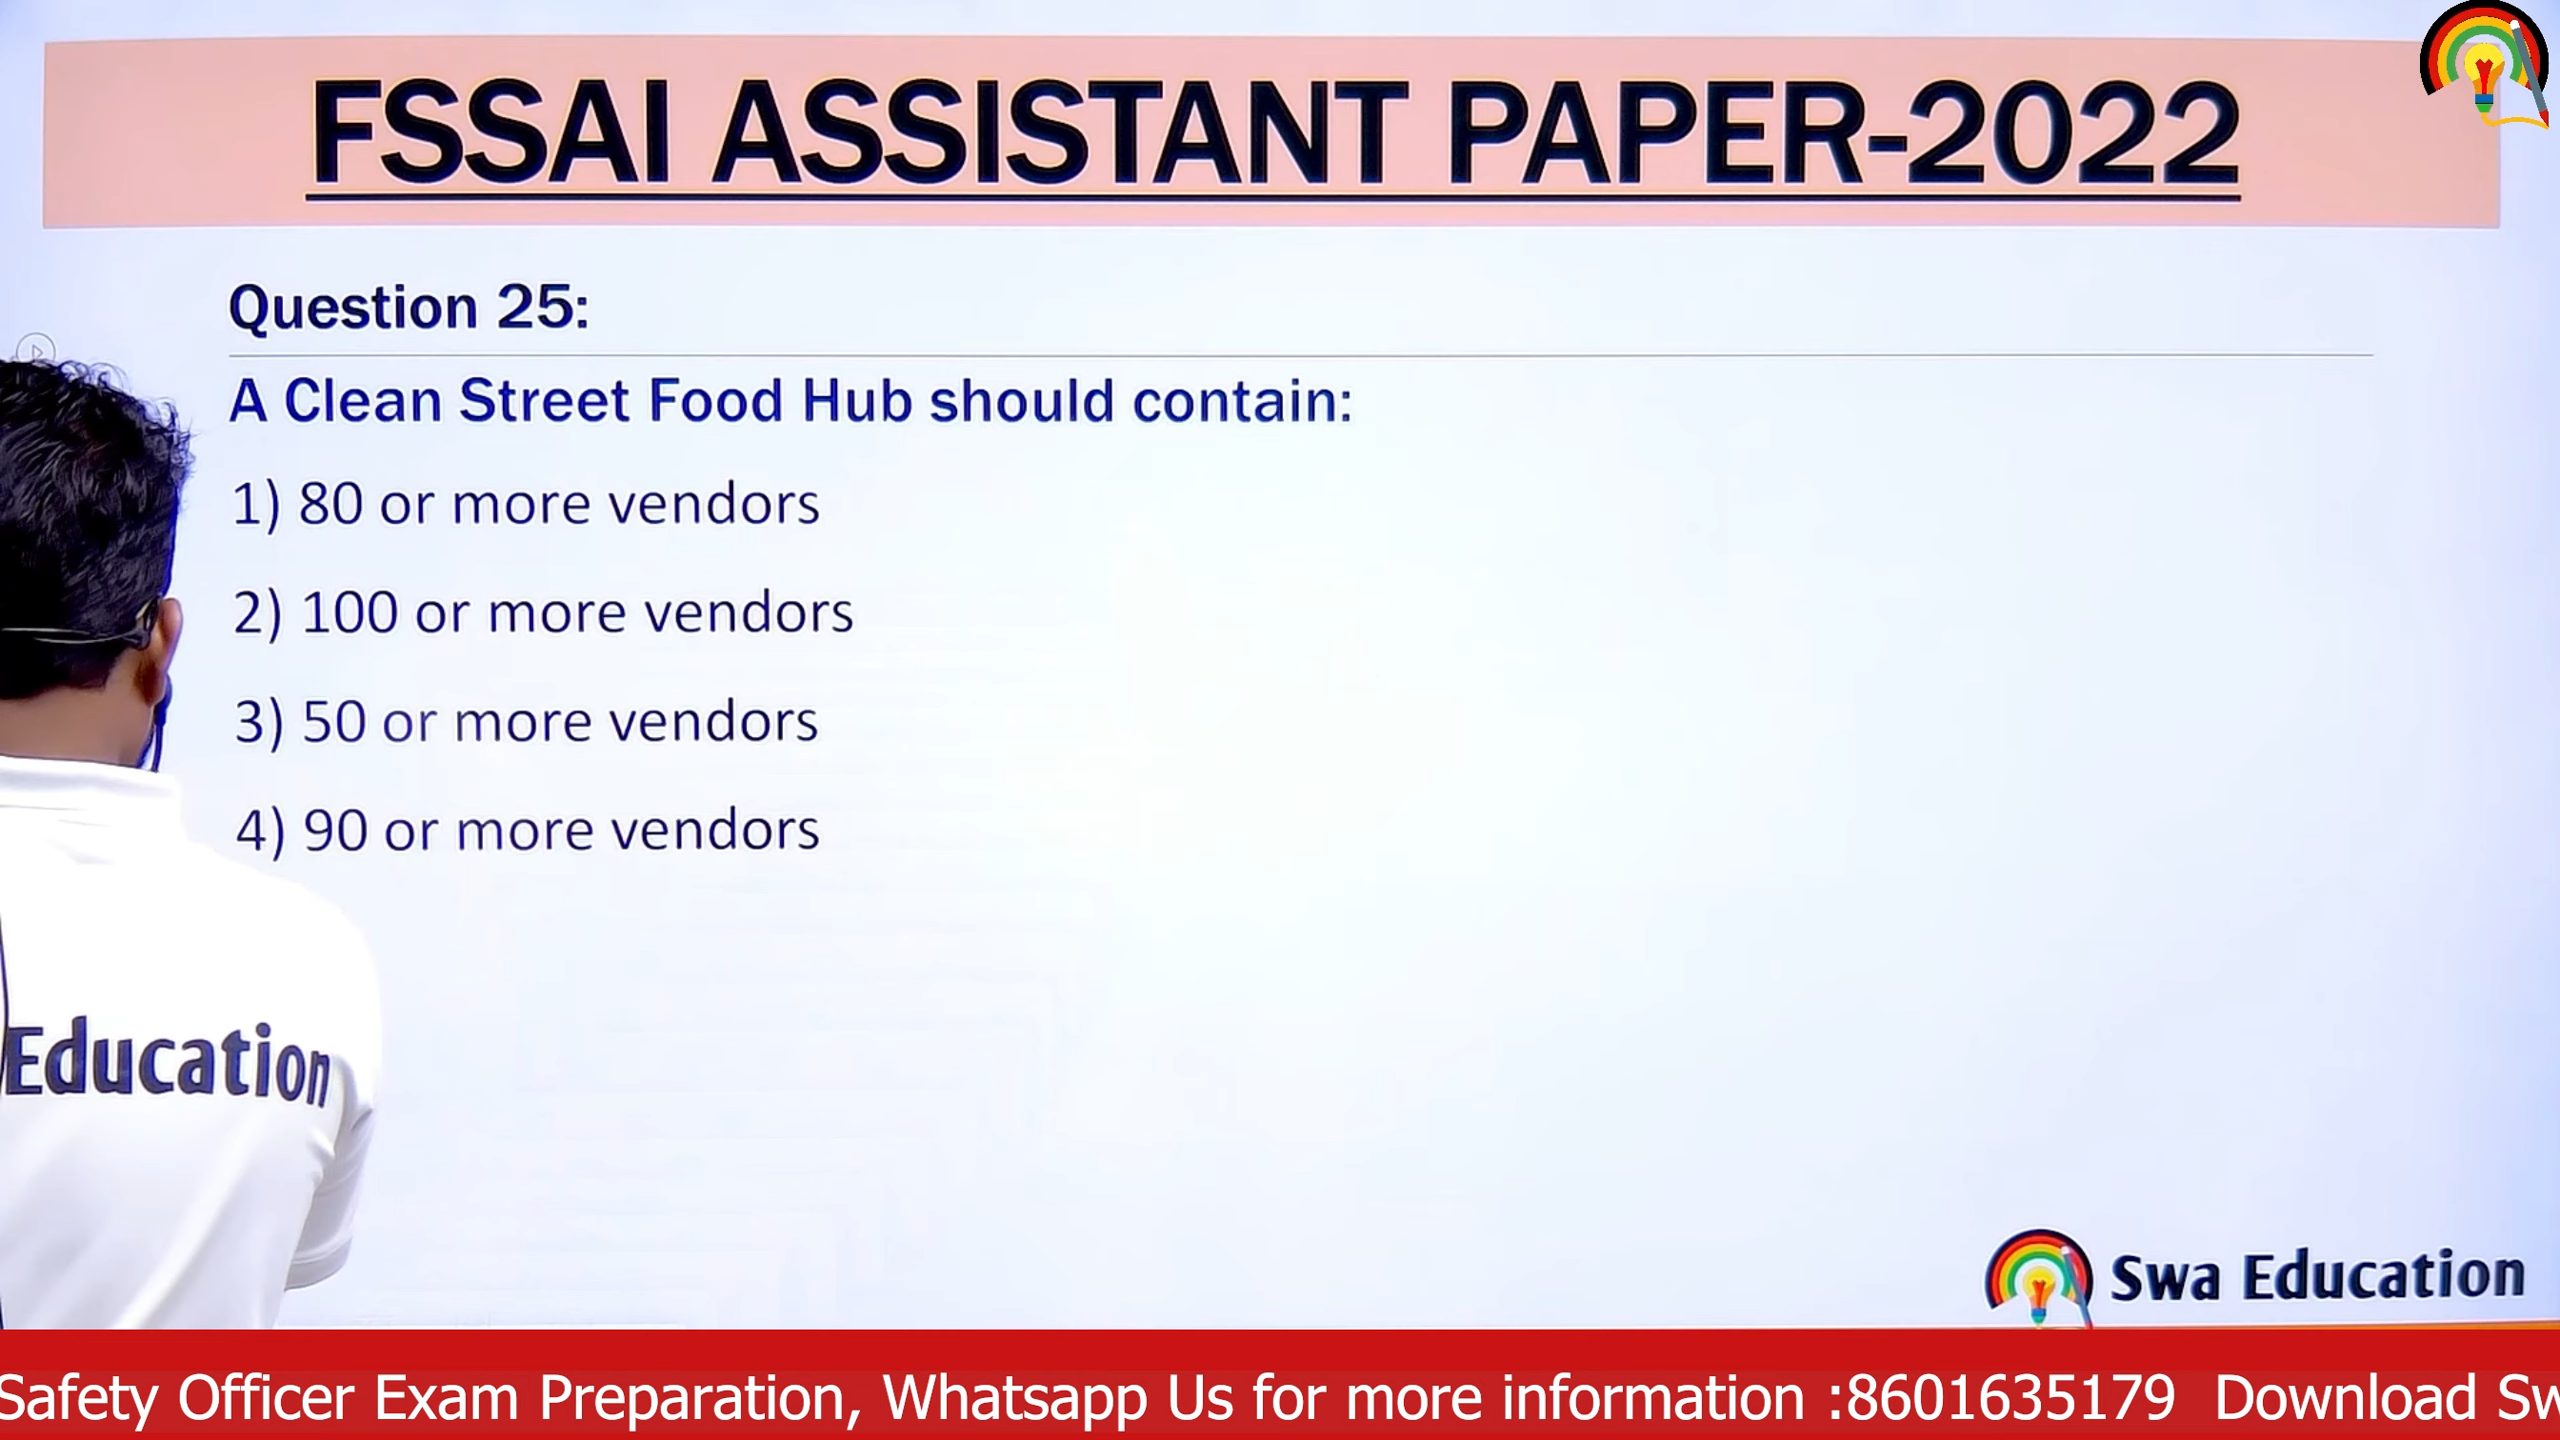 FSSAI ASSISTANT PAPER-2022
Question 25:
A Clean Street Food Hub should contain:
1) 80 or more vendors
2) 100 or more vendors
3) 50 or more vendors
4) 90 or more vendors
Education
Swa Education
Safety Officer Exam Preparation, Whatsapp Us for more information :8601635179 Download Sw